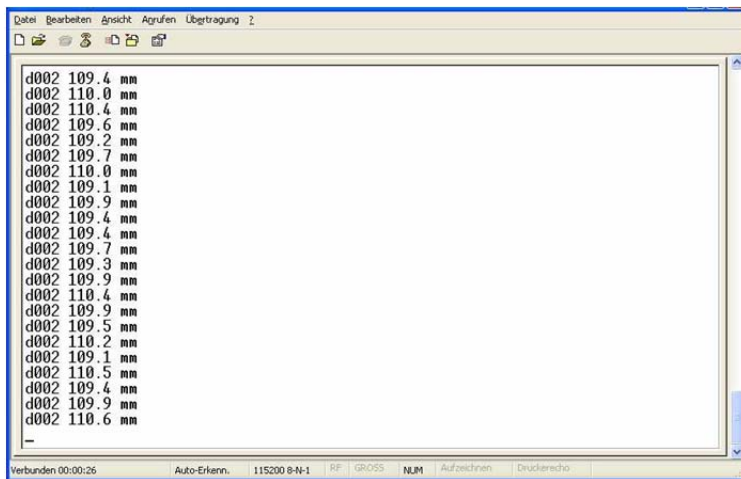 Datei Bearbeiten Ansicht Anrufen Übertragung ?
d002 109.4 mm
d002 110.0 mm
d002 110.4 mm
d002 109.6 mm
d002 109.2 mm
d002 109.7 mm
d002 110.0 mm
d002 109.1 mm
d002 109.9 mm
d002 109.4 mm
d002 109.4 mm
d002 109.7 mm
d002 109.3 mm
d002 109.9 mm
d002 110.4 mm
d002 109.9 mm
d002 109.5 mm
d002 110.2 mm
d002 109.1 mm
d002 110.5 mm
d002 109.4 mm
d002 109.9 mm
d002 110.6 mm
_
Verbunden 00:00:26 Auto-Erkenn. 115200 8-N-1 RF GROSS NUM Aufzeichnen Druckerecho